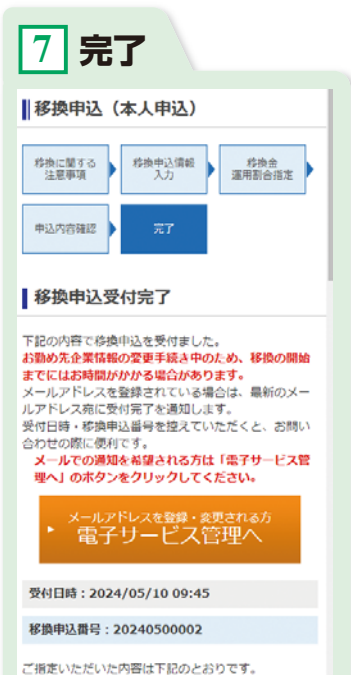 7 完了
移換申込（本人申込）
移換に関する
注意事項
移換申込情報
入力
移換金
運用割合指定
申込内容確認
完了
移換申込受付完了
下記の内容で移換申込を受付ました。
お勤め先企業情報の変更手続き中のため、移換の開始
までにはお時間がかかる場合があります。
メールアドレスを登録されている場合は、最新のメー
ルアドレス宛に受付完了を通知します。
受付日時・移換申込番号を控えていただくと、お問い
合わせの際に便利です。
メールでの通知を希望される方は「電子サービス管
理へ」のボタンをクリックしてください。
メールアドレスを登録・変更される方
電子サービス管理へ
受付日時：2024/05/10 09:45
移換申込番号：20240500002
ご指定いただいた内容は下記のとおりです。